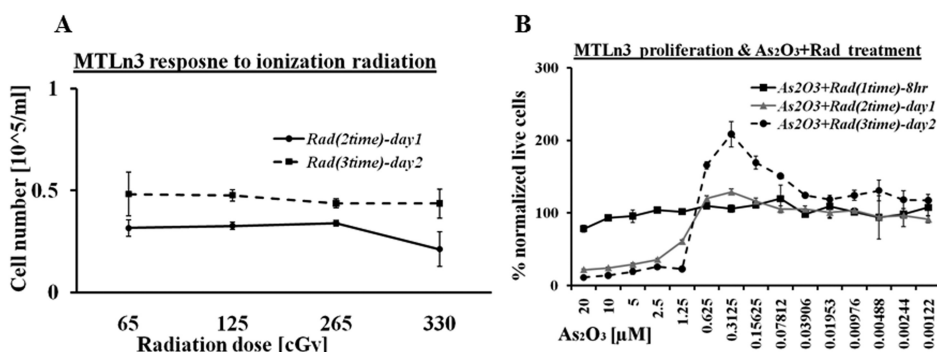 A
MTLn3 resposne to ionization radiation
Cell number [10^5/ml]
1
0.5
0
Rad(2time)-day1
Rad(3time)-day2
65 125 265 330
Radiation dose [cGy]
B
MTLn3 proliferation & As₂O₃+Rad treatment
% normalized live cells
300
200
100
0
As2O3+Rad(1time)-8hr
As2O3+Rad(2time)-day1
As2O3+Rad(3time)-day2
20 10 5 2.5 1.25 0.625 0.3125 0.15625 0.07812 0.03906 0.01953 0.00976 0.00488 0.00244 0.00122
As₂O₃ [µM]